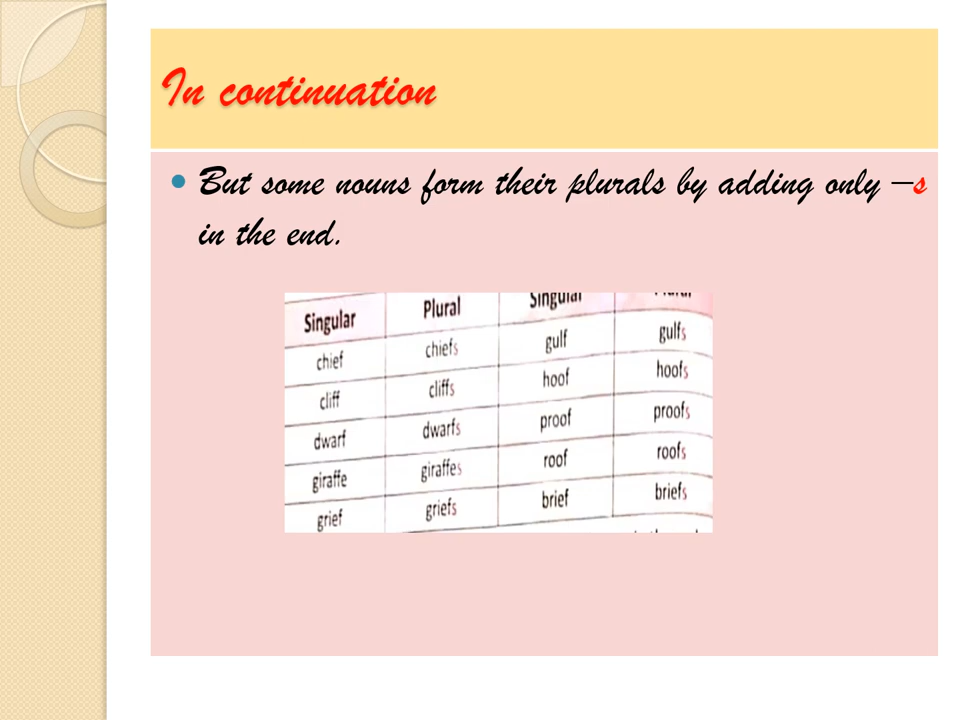 In continuation
But some nouns form their plurals by adding only –s
in the end.
Singular Plural Singular Plural
chief chiefs gulf gulfs
cliff cliffs hoof hoofs
dwarf dwarfs proof proofs
giraffe giraffes roof roofs
grief griefs brief briefs